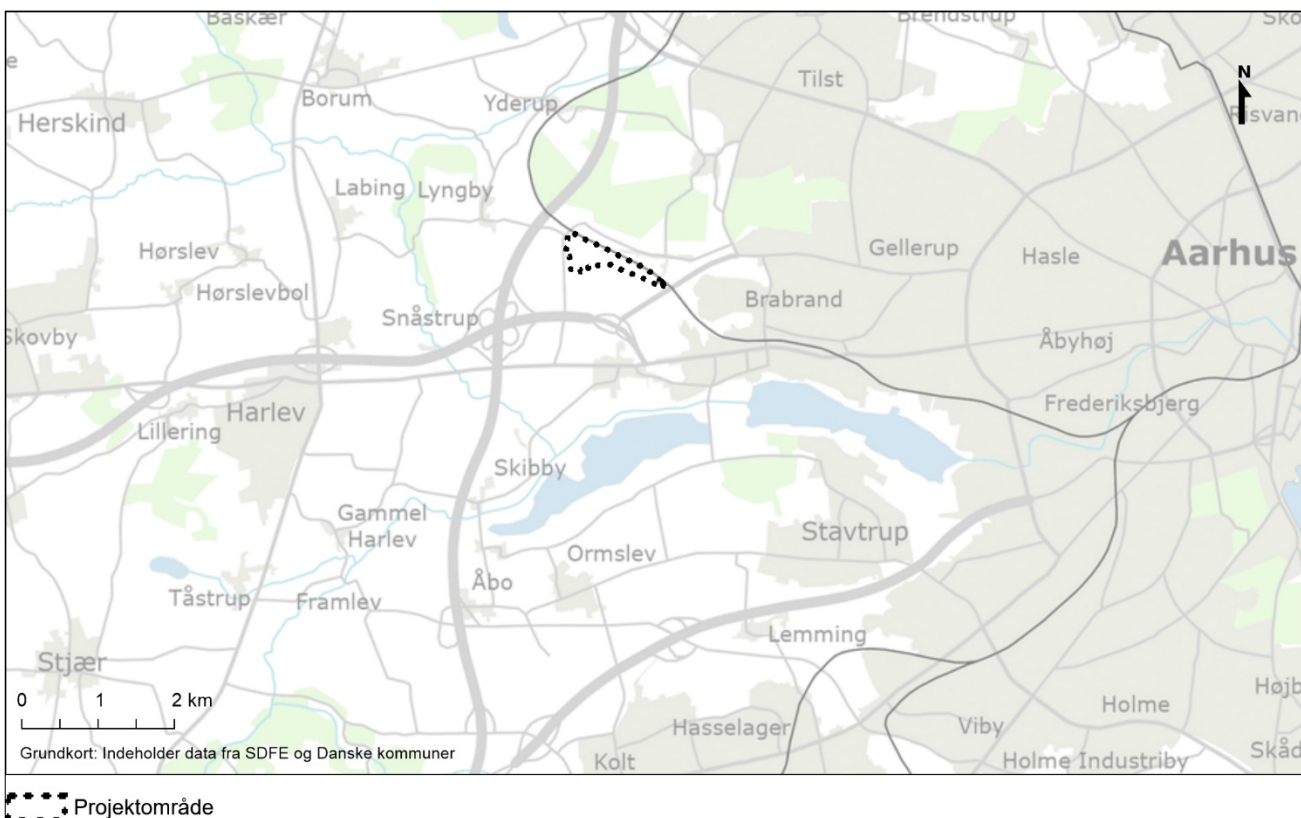 Baskær
Brendstrup
Sko
N
e
Borum
Yderup
Tilst
Herskind
Risvan
Labing
Lyngby
Hørslev
Gellerup
Hasle
Aarhus
Hørslevbol
Brabrand
Snåstrup
Skovby
Åbyhøj
Harlev
Frederiksbjerg
Lillering
Skibby
Gammel
Harlev
Stavtrup
Ormslev
Åbo
Tåstrup
Framlev
Lemming
Stjær
Højb
0 1 2 km
Holme
Hasselager
Viby
Grundkort: Indeholder data fra SDFE og Danske kommuner
Kolt
Holme Industriby
Skåd
Projektområde